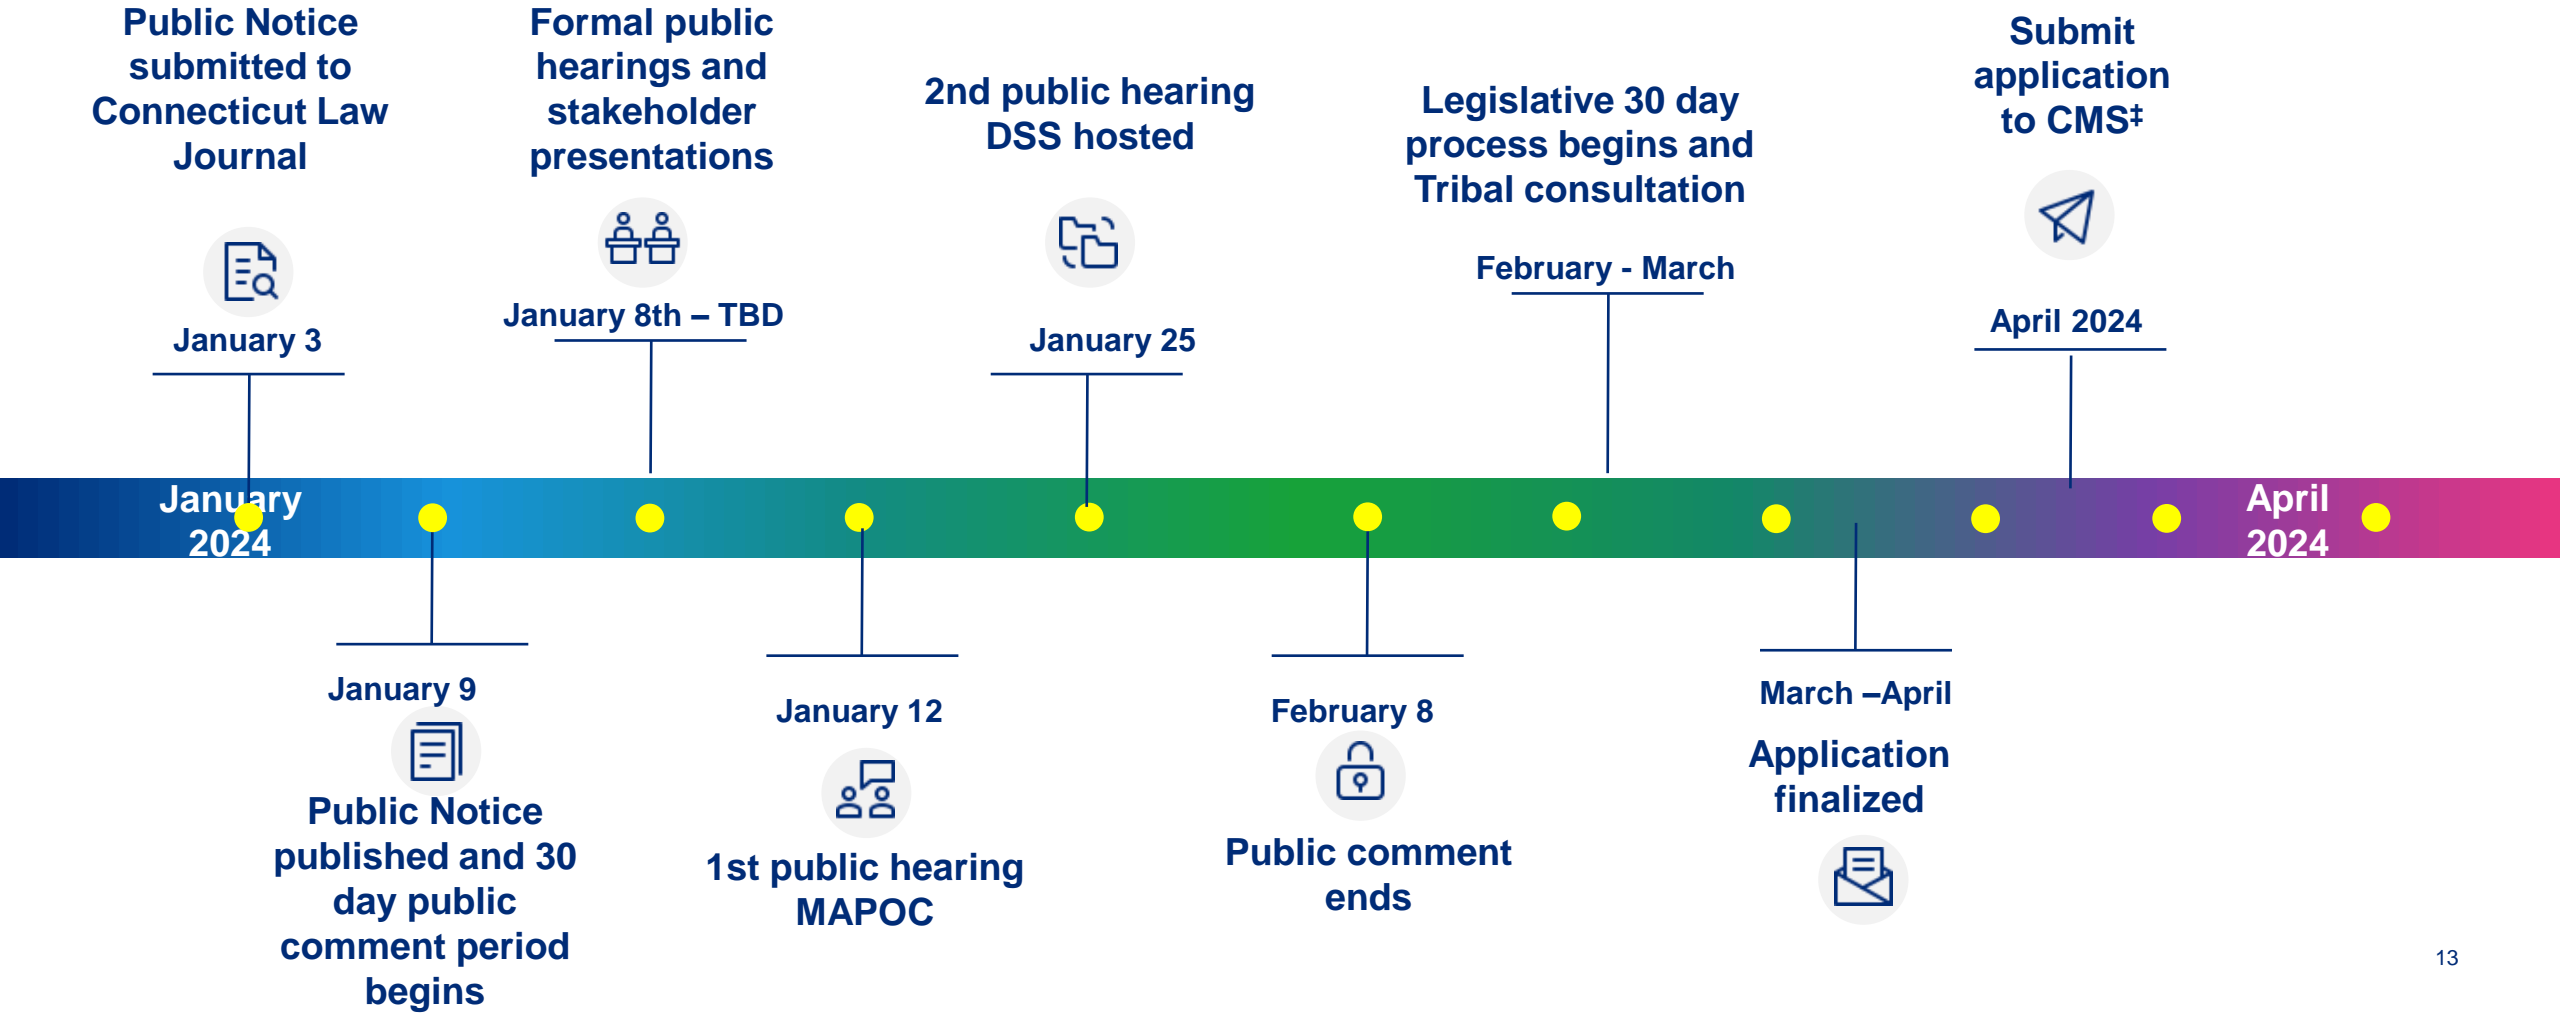 Public Notice
submitted to
Connecticut Law
Journal
January 3
Formal public
hearings and
stakeholder
presentations
January 8th – TBD
2nd public hearing
DSS hosted
January 25
Legislative 30 day
process begins and
Tribal consultation
February - March
Submit
application
to CMS‡
April 2024
January
2024
April
2024
January 9
Public Notice
published and 30
day public
comment period
begins
January 12
1st public hearing
MAPOC
February 8
Public comment
ends
March –April
Application
finalized
13